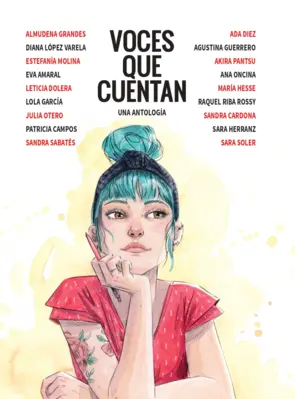 VOCES
QUE
CUENTAN
UNA ANTOLOGÍA
ALMUDENA GRANDES
DIANA LÓPEZ VARELA
ESTEFANÍA MOLINA
EVA AMARAL
LETICIA DOLERA
LOLA GARCÍA
JULIA OTERO
PATRICIA CAMPOS
SANDRA SABATÉS
ADA DIEZ
AGUSTINA GUERRERO
AKIRA PANTSU
ANA ONCINA
MARÍA HESSE
RAQUEL RIBA ROSSY
SANDRA CARDONA
SARA HERRANZ
SARA SOLER